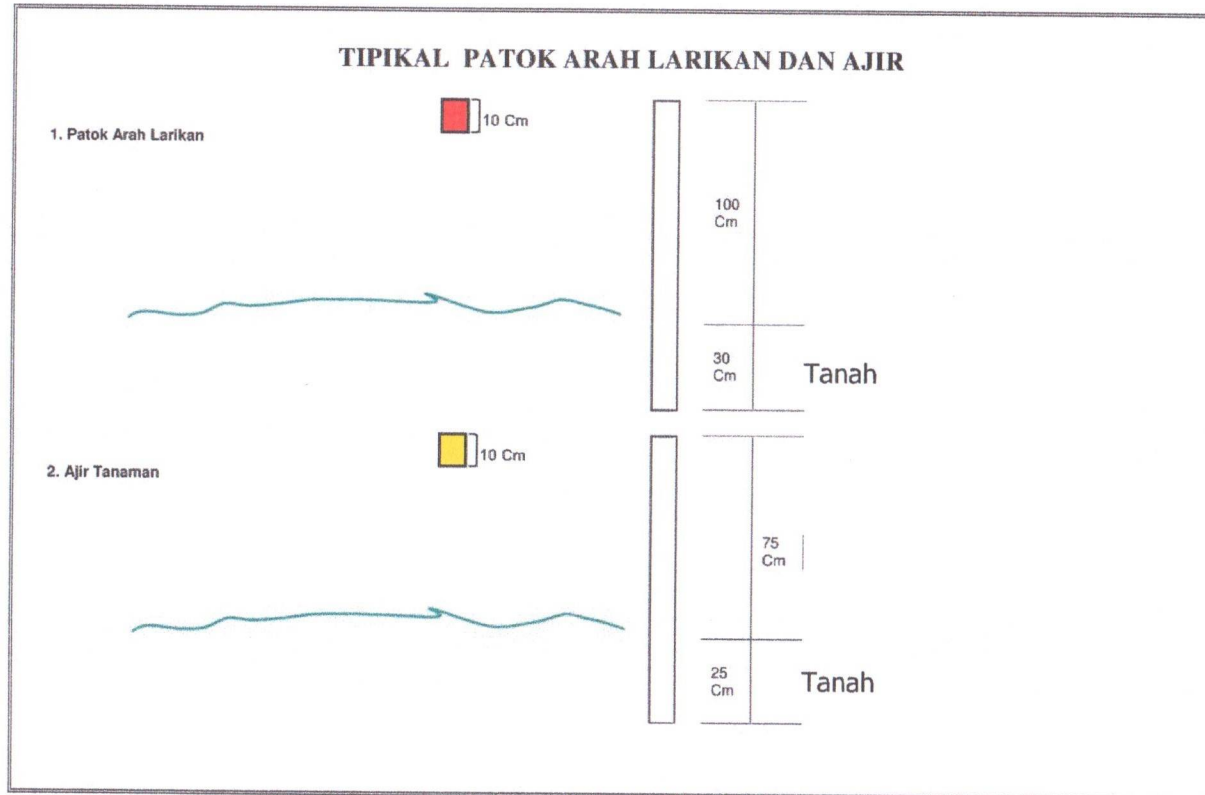 TIPIKAL PATOK ARAH LARIKAN DAN AJIR
1. Patok Arah Larikan
10 Cm
100
Cm
30
Cm
Tanah
2. Ajir Tanaman
10 Cm
75
Cm
25
Cm
Tanah